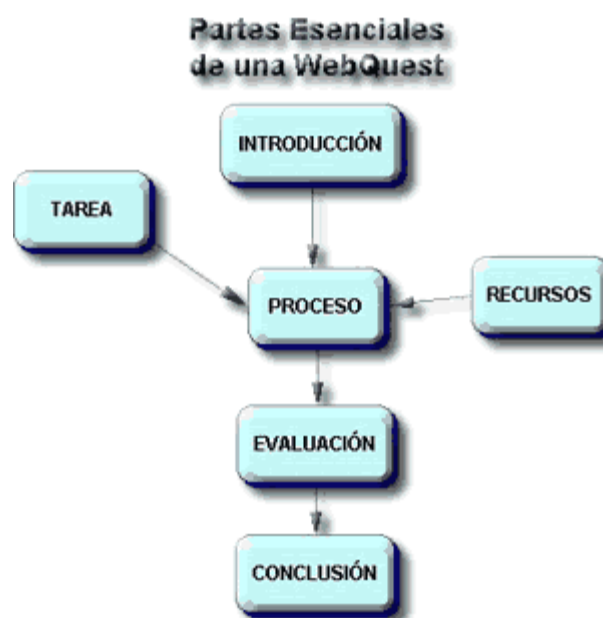 Partes Esenciales
de una WebQuest
INTRODUCCIÓN
TAREA
PROCESO
RECURSOS
EVALUACIÓN
CONCLUSIÓN